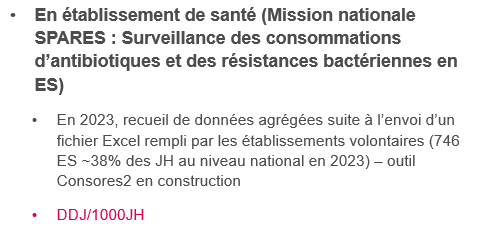 • En établissement de santé (Mission nationale
SPARES : Surveillance des consommations
d’antibiotiques et des résistances bactériennes en
ES)
• En 2023, recueil de données agrégées suite à l’envoi d’un
fichier Excel rempli par les établissements volontaires (746
ES ~38% des JH au niveau national en 2023) – outil
Consores2 en construction
• DDJ/1000JH